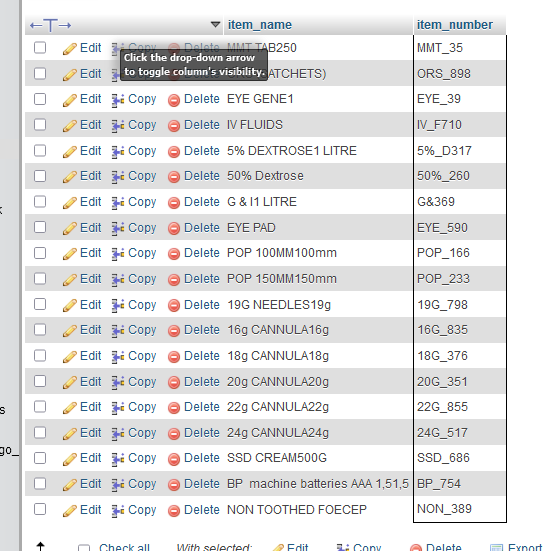 ←T→ item_name item_number
Edit Copy Delete MMT TAB250 MMT_35
Click the drop-down arrow
to toggle column's visibility.
Edit ATCHETS) ORS_898
Edit Copy Delete EYE GENE1 EYE_39
Edit Copy Delete IV FLUIDS IV_F710
Edit Copy Delete 5% DEXTROSE1 LITRE 5%_D317
Edit Copy Delete 50% Dextrose 50%_260
Edit Copy Delete G & I1 LITRE G&369
Edit Copy Delete EYE PAD EYE_590
Edit Copy Delete POP 100MM100mm POP_166
Edit Copy Delete POP 150MM150mm POP_233
Edit Copy Delete 19G NEEDLES19g 19G_798
Edit Copy Delete 16g CANNULA16g 16G_835
Edit Copy Delete 18g CANNULA18g 18G_376
Edit Copy Delete 20g CANNULA20g 20G_351
Edit Copy Delete 22g CANNULA22g 22G_855
s
Edit Copy Delete 24g CANNULA24g 24G_517
go_
Edit Copy Delete SSD CREAM500G SSD_686
Edit Copy Delete BP machine batteries AAA 1,51,5 BP_754
Edit Copy Delete NON TOOTHED FOECEP NON_389
Check all With selected: Edit Copy Delete Export